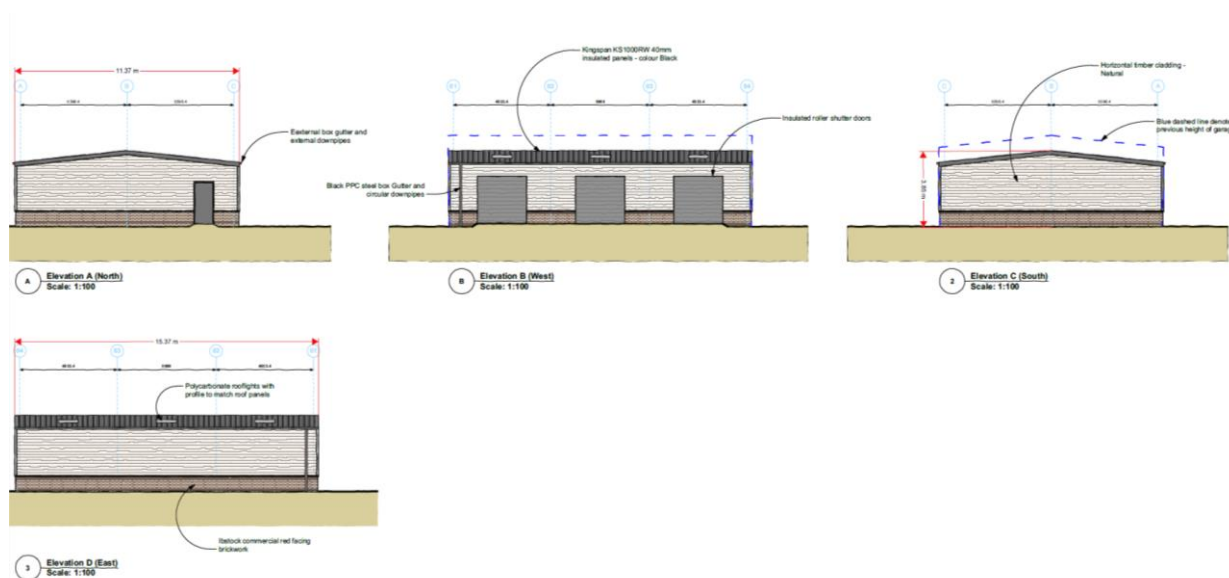 11.37 m
A
B
C
Eexternal box gutter and
external downpipes
A
Elevation A (North)
Scale: 1:100
Kingspan KS1000RW 40mm
insulated panels - colour Black
Insulated roller shutter doors
Black PPC steel box Gutter and
circular downpipes
B
Elevation B (West)
Scale: 1:100
Horizontal timber cladding -
Natural
C
B
A
Blue dashed line denot
previous height of garag
2
Elevation C (South)
Scale: 1:100
15.37 m
Polycarbonate rooflights with
profile to match roof panels
Ibstock commercial red facing
brickwork
3
Elevation D (East)
Scale: 1:100